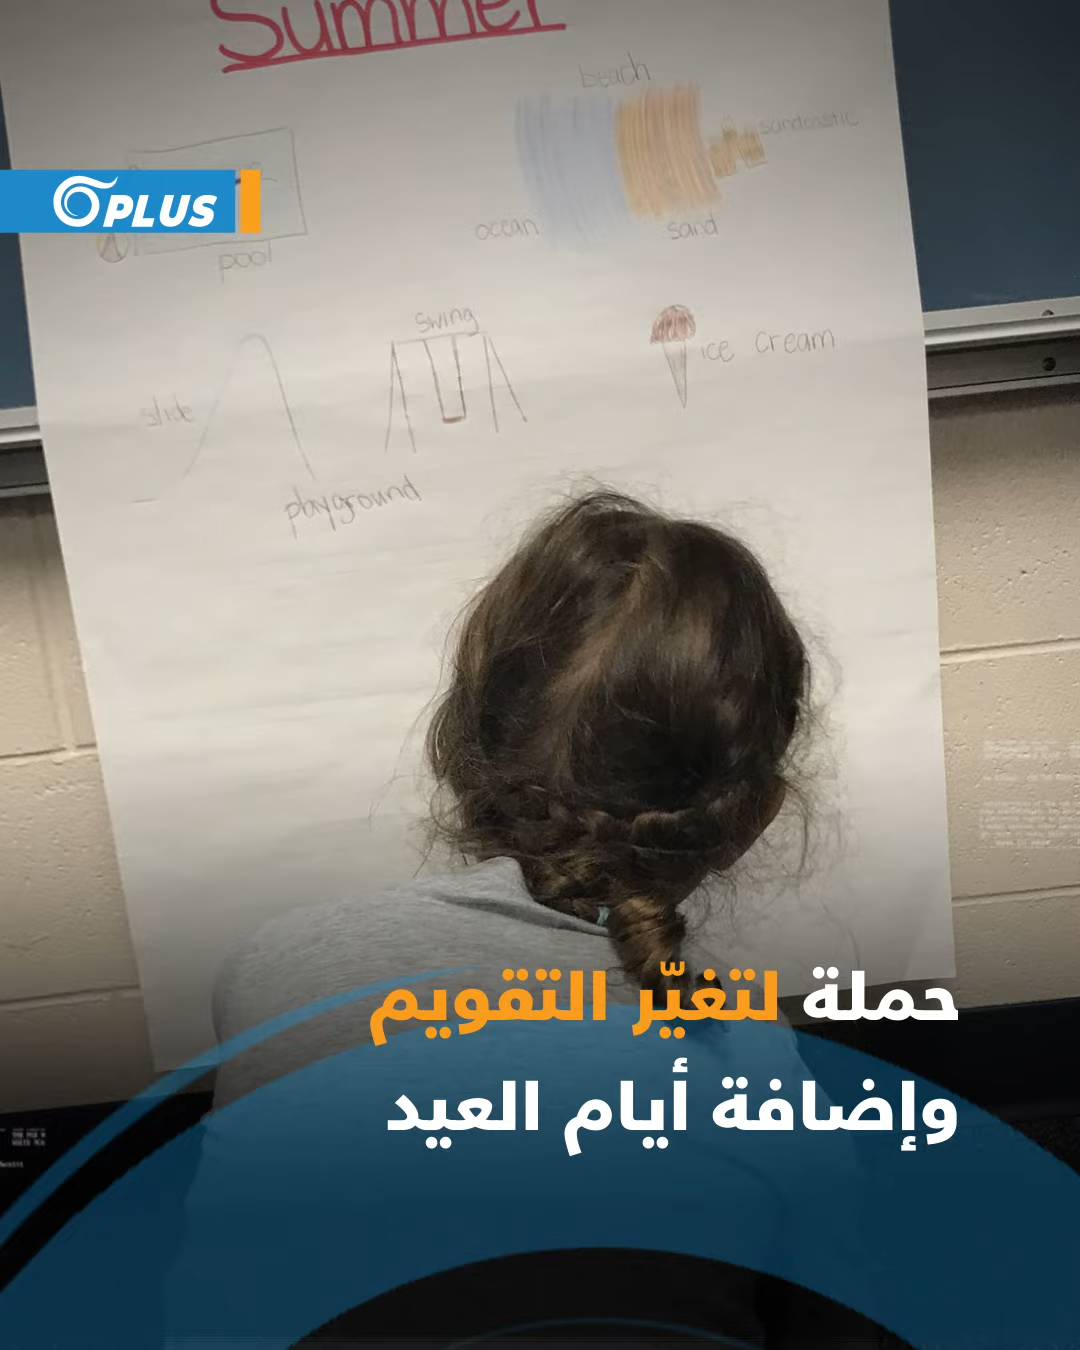 Summer
beach
sandcastle
PLUS
ocean
sand
pool
swing
ice cream
slide
playground
حملة لتغيّر التقويم
وإضافة أيام العيد